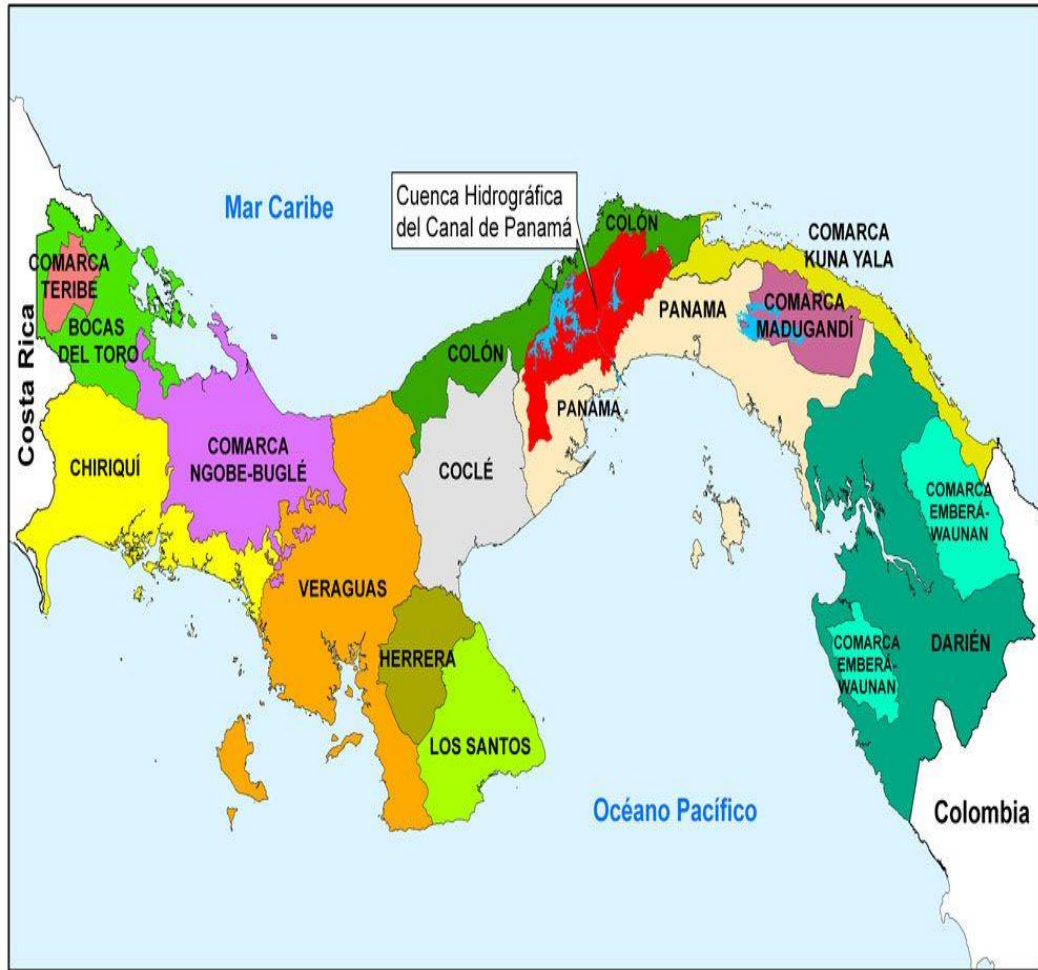 Mar Caribe
Cuenca Hidrográfica
del Canal de Panamá
COLÓN
COMARCA
KUNA YALA
COMARCA
TERIBE
BOCAS
DEL TORO
Costa Rica
COLÓN
PANAMA
COMARCA
MADUGANDÍ
CHIRIQUÍ
COMARCA
NGOBE-BUGLÉ
COCLÉ
PANAMA
COMARCA
EMBERÁ-
WAUNAN
VERAGUAS
HERRERA
COMARCA
EMBERÁ-
WAUNAN
DARIÉN
LOS SANTOS
Océano Pacífico
Colombia